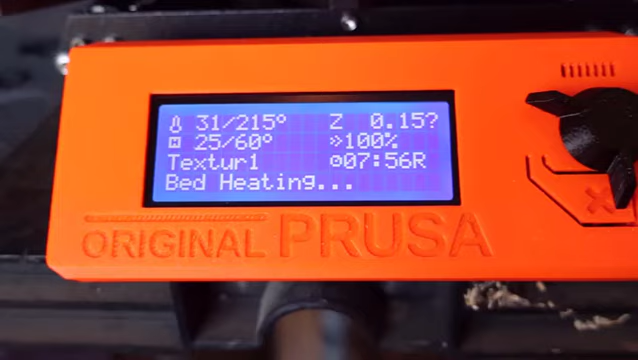 31/215° Z 0.15?
25/60° 100%
Textur1 07:56R
Bed Heating...
ORIGINAL PRUSA